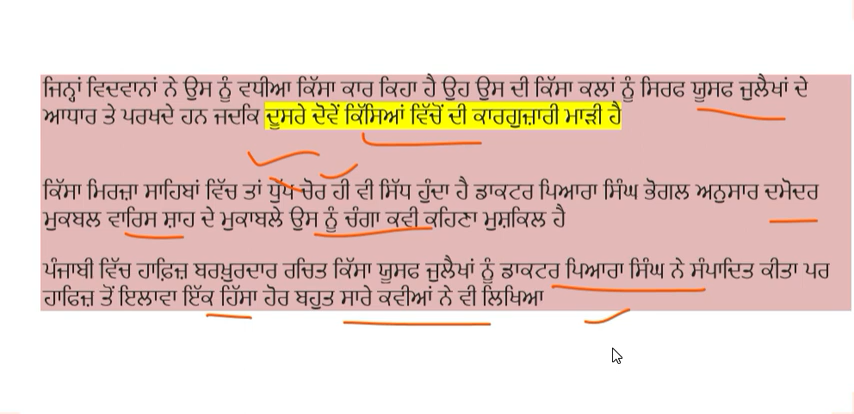 ਜਿਨ੍ਹਾਂ ਵਿਦਵਾਨਾਂ ਨੇ ਉਸ ਨੂੰ ਵਧੀਆ ਕਿੱਸਾ ਕਾਰ ਕਿਹਾ ਹੈ ਉਹ ਉਸ ਦੀ ਕਿੱਸਾ ਕਲਾਂ ਨੂੰ ਸਿਰਫ ਯੂਸਫ ਜੁਲੈਖਾਂ ਦੇ
ਆਧਾਰ ਤੇ ਪਰਖਦੇ ਹਨ ਜਦਕਿ ਦੂਸਰੇ ਦੋਵੇਂ ਕਿੱਸਿਆਂ ਵਿੱਚੋਂ ਦੀ ਕਾਰਗੁਜ਼ਾਰੀ ਮਾੜੀ ਹੈ
ਕਿੱਸਾ ਮਿਰਜ਼ਾ ਸਾਹਿਬਾਂ ਵਿੱਚ ਤਾਂ ਧੁੱਖ ਚੋਰ ਹੀ ਵੀ ਸਿੱਧ ਹੁੰਦਾ ਹੈ ਡਾਕਟਰ ਪਿਆਰਾ ਸਿੰਘ ਭੋਗਲ ਅਨੁਸਾਰ ਦਮੋਦਰ
ਮੁਕਬਲ ਵਾਰਿਸ ਸ਼ਾਹ ਦੇ ਮੁਕਾਬਲੇ ਉਸ ਨੂੰ ਚੰਗਾ ਕਵੀ ਕਹਿਣਾ ਮੁਸ਼ਕਿਲ ਹੈ
ਪੰਜਾਬੀ ਵਿੱਚ ਹਾਫ਼ਿਜ਼ ਬਰਖ਼ੁਰਦਾਰ ਰਚਿਤ ਕਿੱਸਾ ਯੂਸਫ ਜੁਲੈਖਾਂ ਨੂੰ ਡਾਕਟਰ ਪਿਆਰਾ ਸਿੰਘ ਨੇ ਸੰਪਾਦਿਤ ਕੀਤਾ ਪਰ
ਹਾਫਿਜ਼ ਤੋਂ ਇਲਾਵਾ ਇੱਕ ਹਿੱਸਾ ਹੋਰ ਬਹੁਤ ਸਾਰੇ ਕਵੀਆਂ ਨੇ ਵੀ ਲਿਖਿਆ